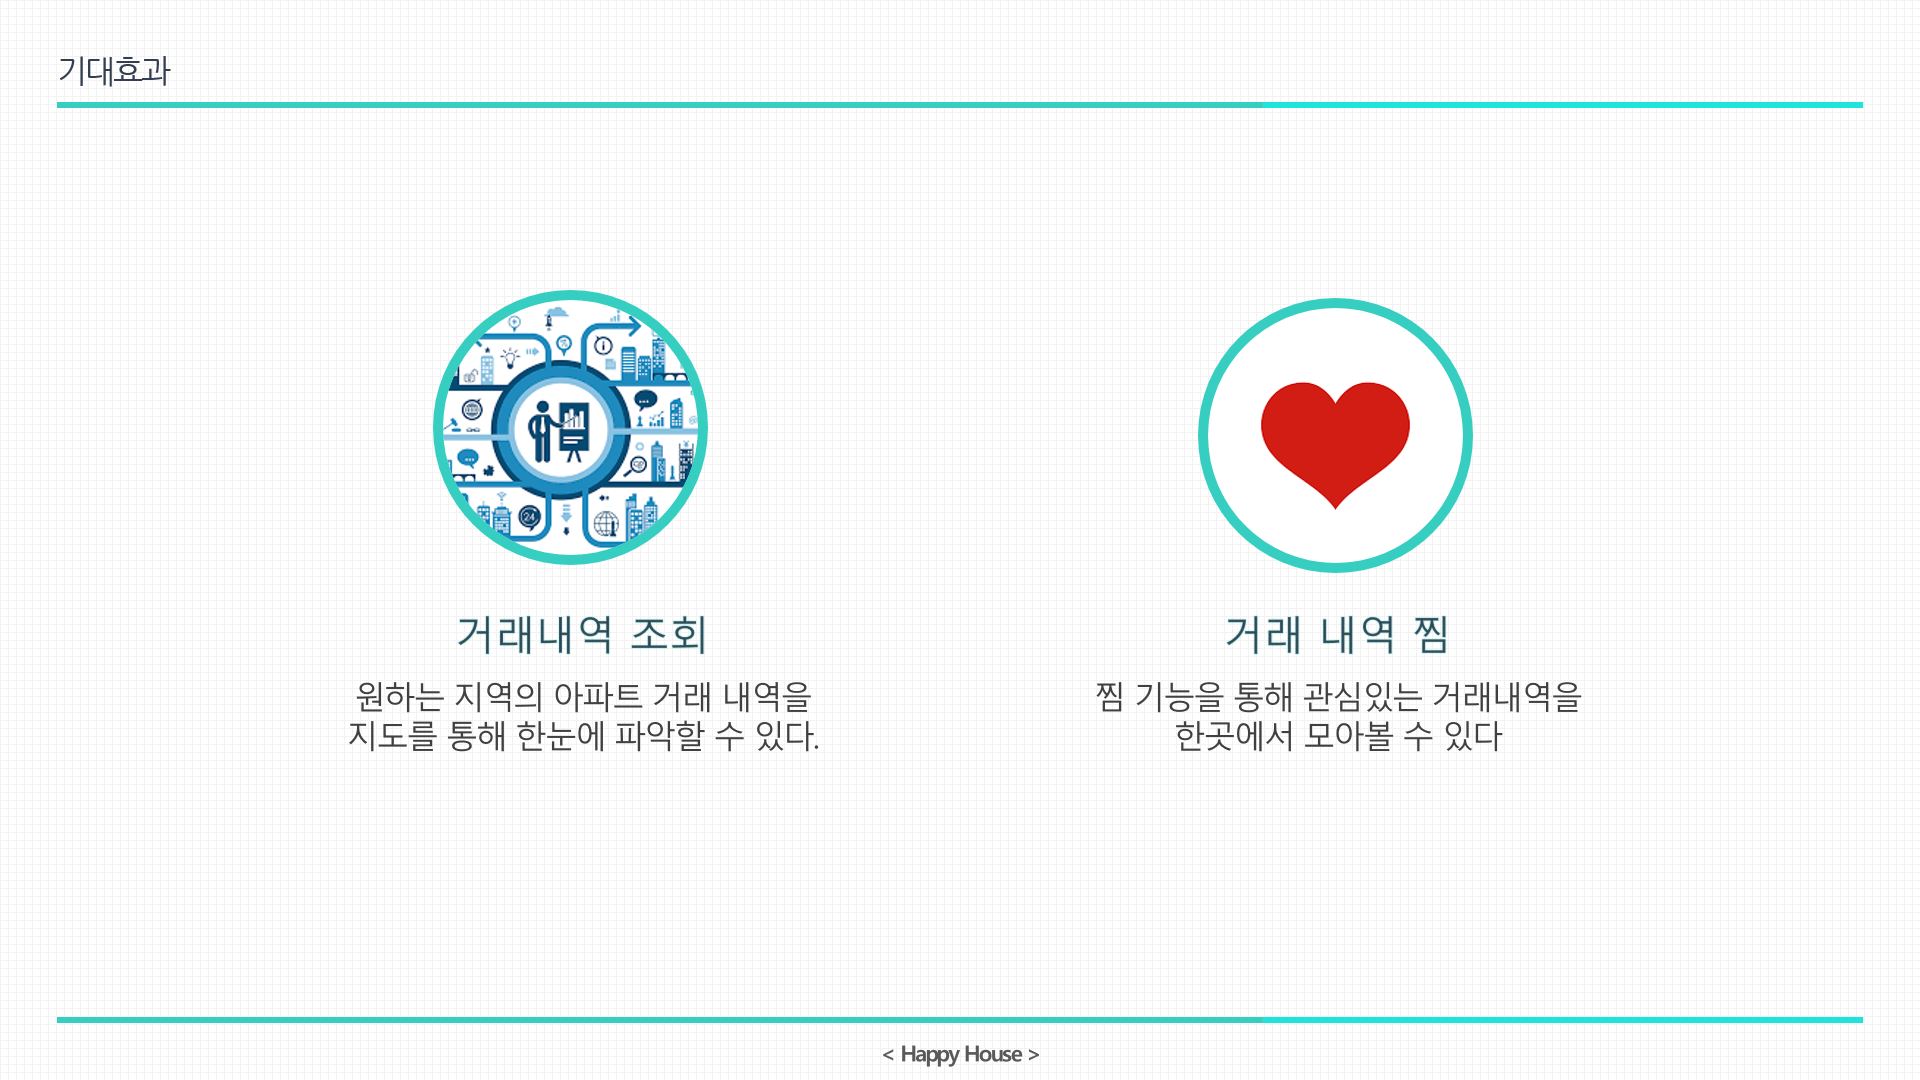 기대효과
거래내역 조회
원하는 지역의 아파트 거래 내역을
지도를 통해 한눈에 파악할 수 있다.
거래 내역 찜
찜 기능을 통해 관심있는 거래내역을
한곳에서 모아볼 수 있다
24
< Happy House >